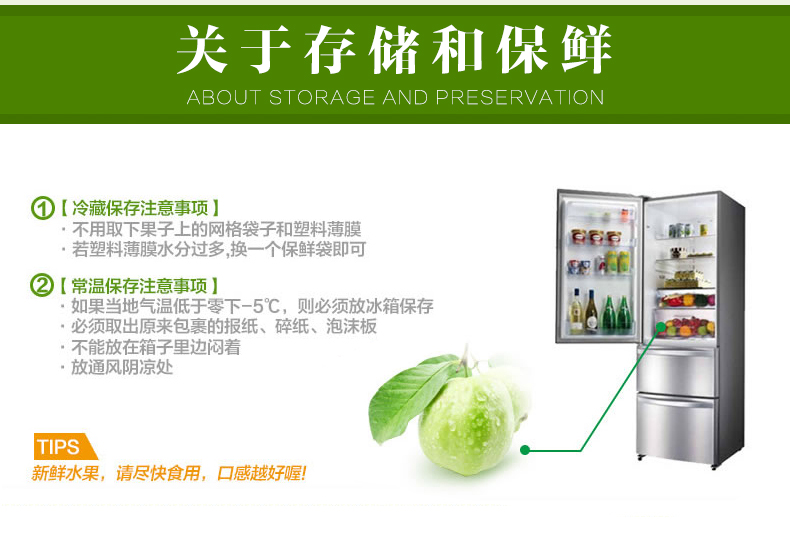 关于存储和保鲜
ABOUT STORAGE AND PRESERVATION
①【冷藏保存注意事项】
· 不用取下果子上的网格袋子和塑料薄膜
· 若塑料薄膜水分过多,换一个保鲜袋即可
②【常温保存注意事项】
· 如果当地气温低于零下-5℃，则必须放冰箱保存
· 必须取出原来包裹的报纸、碎纸、泡沫板
· 不能放在箱子里边闷着
· 放通风阴凉处
TIPS
新鲜水果，请尽快食用，口感越好喔!